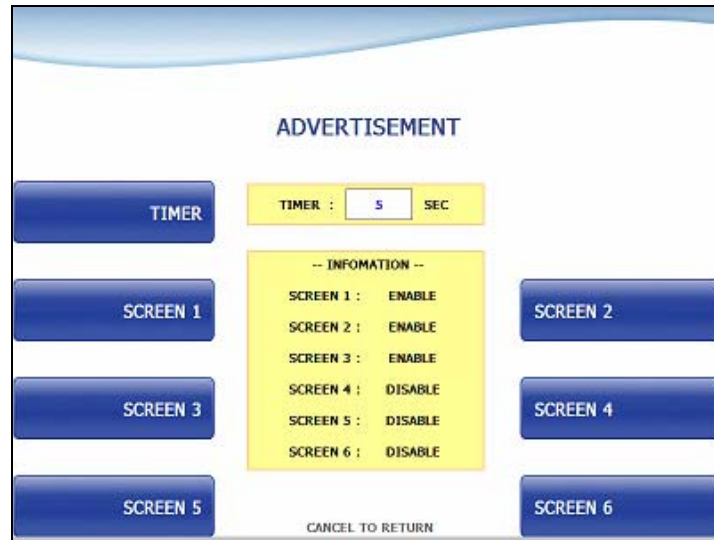 ADVERTISEMENT
TIMER
TIMER : 5 SEC
-- INFOMATION --
SCREEN 1 : ENABLE
SCREEN 2 : ENABLE
SCREEN 3 : ENABLE
SCREEN 4 : DISABLE
SCREEN 5 : DISABLE
SCREEN 6 : DISABLE
SCREEN 1
SCREEN 2
SCREEN 3
SCREEN 4
SCREEN 5
SCREEN 6
CANCEL TO RETURN